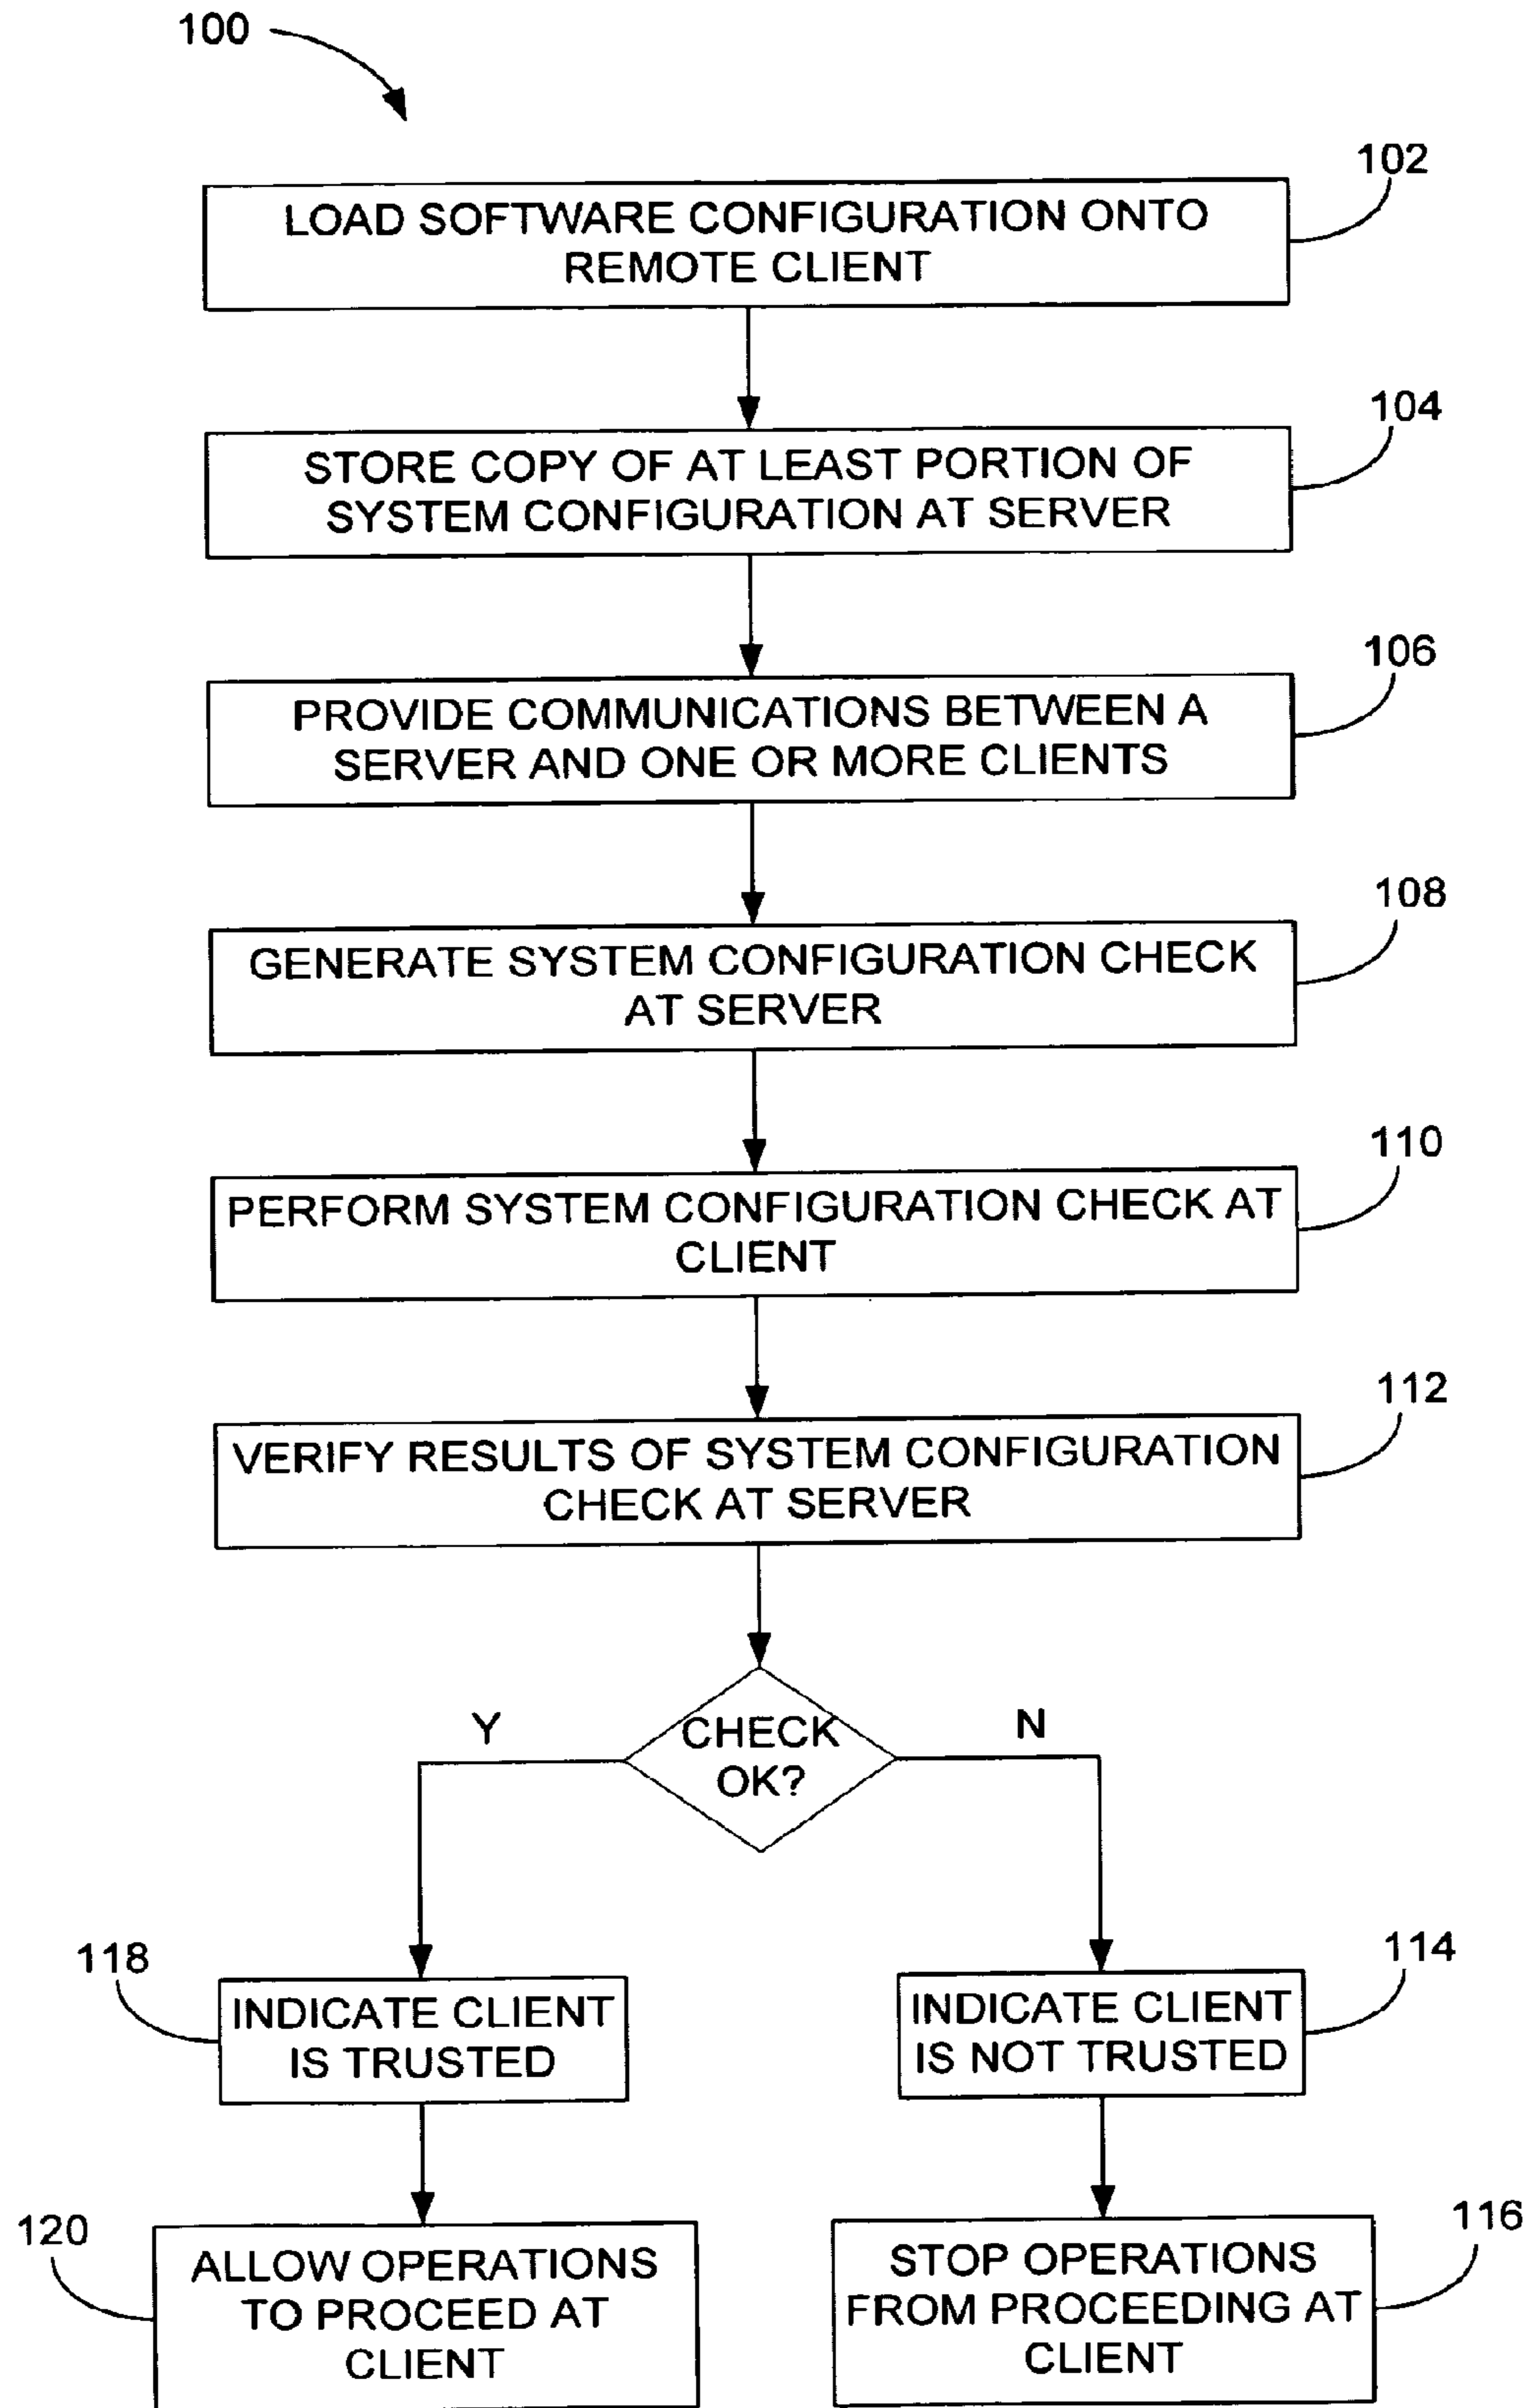 100
102
LOAD SOFTWARE CONFIGURATION ONTO
REMOTE CLIENT
104
STORE COPY OF AT LEAST PORTION OF
SYSTEM CONFIGURATION AT SERVER
106
PROVIDE COMMUNICATIONS BETWEEN A
SERVER AND ONE OR MORE CLIENTS
108
GENERATE SYSTEM CONFIGURATION CHECK
AT SERVER
110
PERFORM SYSTEM CONFIGURATION CHECK AT
CLIENT
112
VERIFY RESULTS OF SYSTEM CONFIGURATION
CHECK AT SERVER
Y
CHECK
OK?
N
118
INDICATE CLIENT
IS TRUSTED
114
INDICATE CLIENT
IS NOT TRUSTED
120
ALLOW OPERATIONS
TO PROCEED AT
CLIENT
116
STOP OPERATIONS
FROM PROCEEDING AT
CLIENT